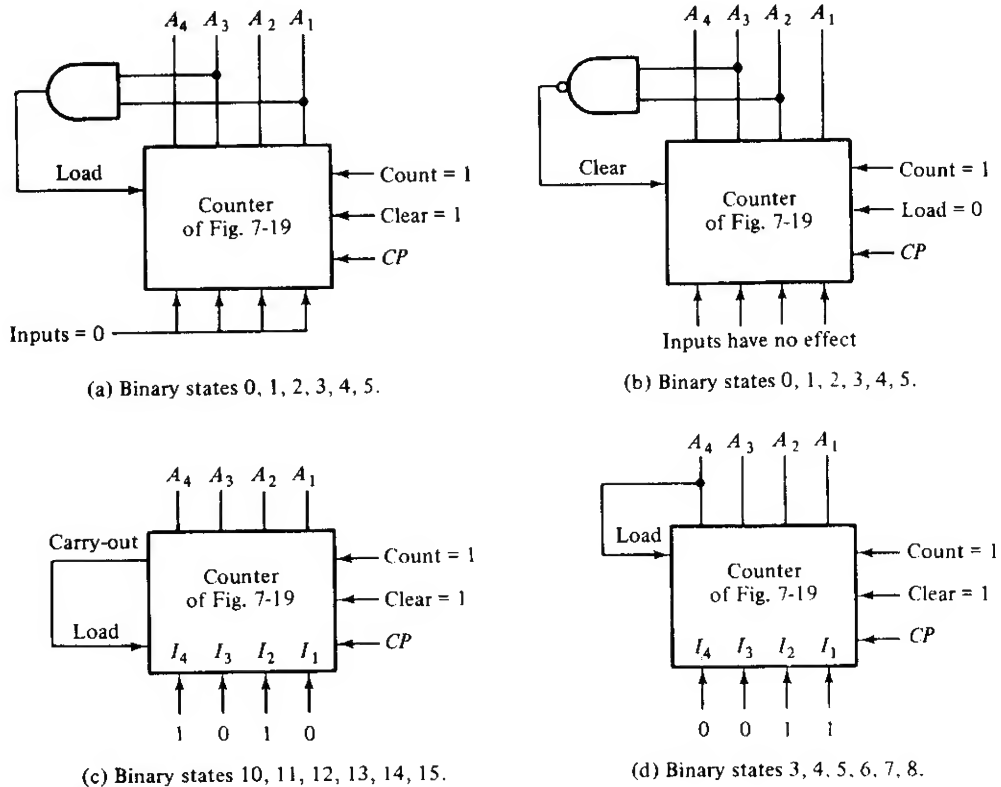 A4 A3 A2 A1
Load
Counter
of Fig. 7-19
Count = 1
Clear = 1
CP
Inputs = 0
(a) Binary states 0, 1, 2, 3, 4, 5.
A4 A3 A2 A1
Clear
Counter
of Fig. 7-19
Count = 1
Load = 0
CP
Inputs have no effect
(b) Binary states 0, 1, 2, 3, 4, 5.
A4 A3 A2 A1
Carry-out
Counter
of Fig. 7-19
Load
I4 I3 I2 I1
Count = 1
Clear = 1
CP
1 0 1 0
(c) Binary states 10, 11, 12, 13, 14, 15.
A4 A3 A2 A1
Load
Counter
of Fig. 7-19
I4 I3 I2 I1
Count = 1
Clear = 1
CP
0 0 1 1
(d) Binary states 3, 4, 5, 6, 7, 8.